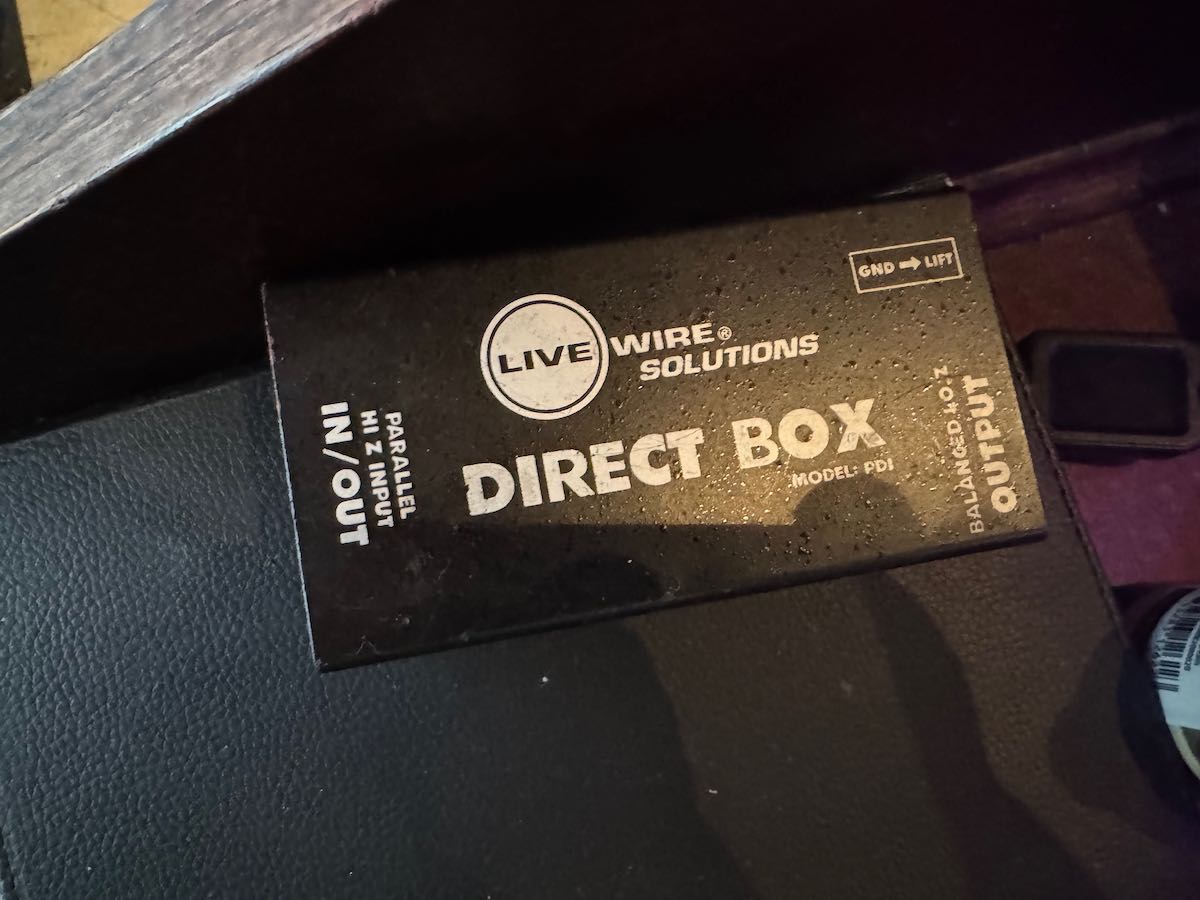 GND → LIFT
LIVE WIRE®
SOLUTIONS
DIRECT BOX
MODEL: PDI
PARALLEL
HI Z INPUT
IN/OUT
BALANCED LO. Z
OUTPUT